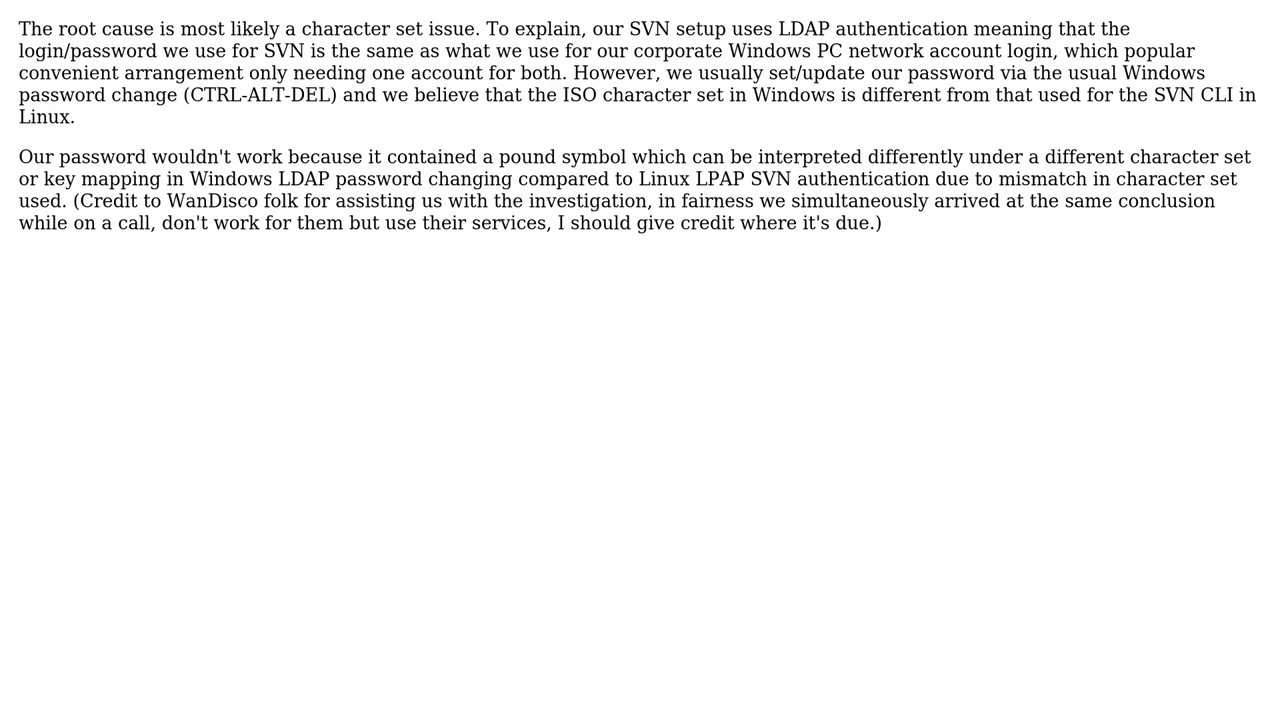 The root cause is most likely a character set issue. To explain, our SVN setup uses LDAP authentication meaning that the
login/password we use for SVN is the same as what we use for our corporate Windows PC network account login, which popular
convenient arrangement only needing one account for both. However, we usually set/update our password via the usual Windows
password change (CTRL-ALT-DEL) and we believe that the ISO character set in Windows is different from that used for the SVN CLI in
Linux.
Our password wouldn't work because it contained a pound symbol which can be interpreted differently under a different character set
or key mapping in Windows LDAP password changing compared to Linux LPAP SVN authentication due to mismatch in character set
used. (Credit to WanDisco folk for assisting us with the investigation, in fairness we simultaneously arrived at the same conclusion
while on a call, don't work for them but use their services, I should give credit where it's due.)